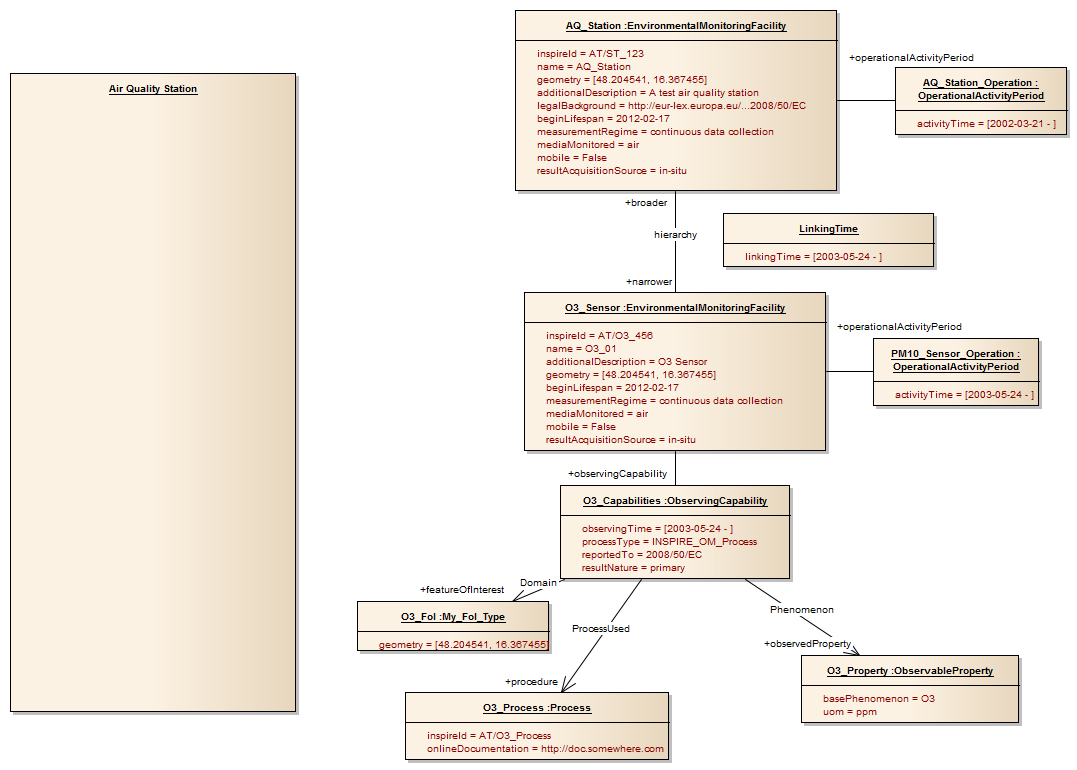 Air Quality Station
AQ_Station :EnvironmentalMonitoringFacility
inspireId = AT/ST_123
name = AQ_Station
geometry = [48.204541, 16.367455]
additionalDescription = A test air quality station
legalBackground = http://eur-lex.europa.eu/...2008/50/EC
beginLifespan = 2012-02-17
measurementRegime = continuous data collection
mediaMonitored = air
mobile = False
resultAcquisitionSource = in-situ
+operationalActivityPeriod
AQ_Station_Operation :
OperationalActivityPeriod
activityTime = [2002-03-21 - ]
+broader
hierarchy
+narrower
LinkingTime
linkingTime = [2003-05-24 - ]
O3_Sensor :EnvironmentalMonitoringFacility
inspireId = AT/O3_456
name = O3_01
additionalDescription = O3 Sensor
geometry = [48.204541, 16.367455]
beginLifespan = 2012-02-17
measurementRegime = continuous data collection
mediaMonitored = air
mobile = False
resultAcquisitionSource = in-situ
+operationalActivityPeriod
PM10_Sensor_Operation :
OperationalActivityPeriod
activityTime = [2003-05-24 - ]
+observingCapability
O3_Capabilities :ObservingCapability
observingTime = [2003-05-24 - ]
processType = INSPIRE_OM_Process
reportedTo = 2008/50/EC
resultNature = primary
Domain
+featureOfInterest
O3_FoI :My_FoI_Type
geometry = [48.204541, 16.367455]
ProcessUsed
+procedure
O3_Process :Process
inspireId = AT/O3_Process
onlineDocumentation = http://doc.somewhere.com
Phenomenon
+observedProperty
O3_Property :ObservableProperty
basePhenomenon = O3
uom = ppm